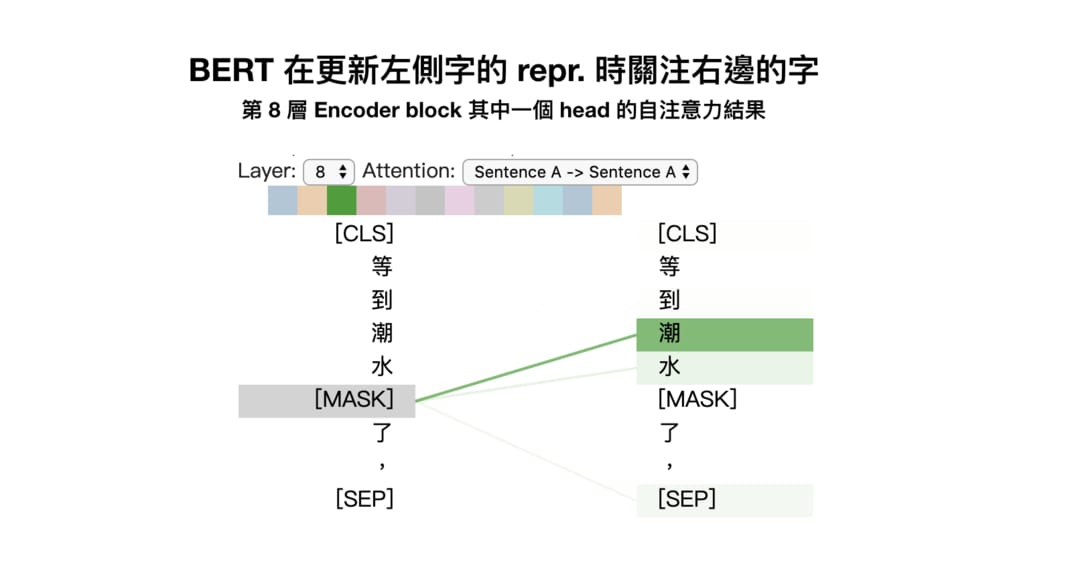 BERT 在更新左側字的 repr. 時關注右邊的字
第 8 層 Encoder block 其中一個 head 的自注意力結果
Layer: 8 Attention: Sentence A -> Sentence A
[CLS] [CLS]
等 等
到 到
潮 潮
水 水
[MASK] [MASK]
了 了
， ，
[SEP] [SEP]